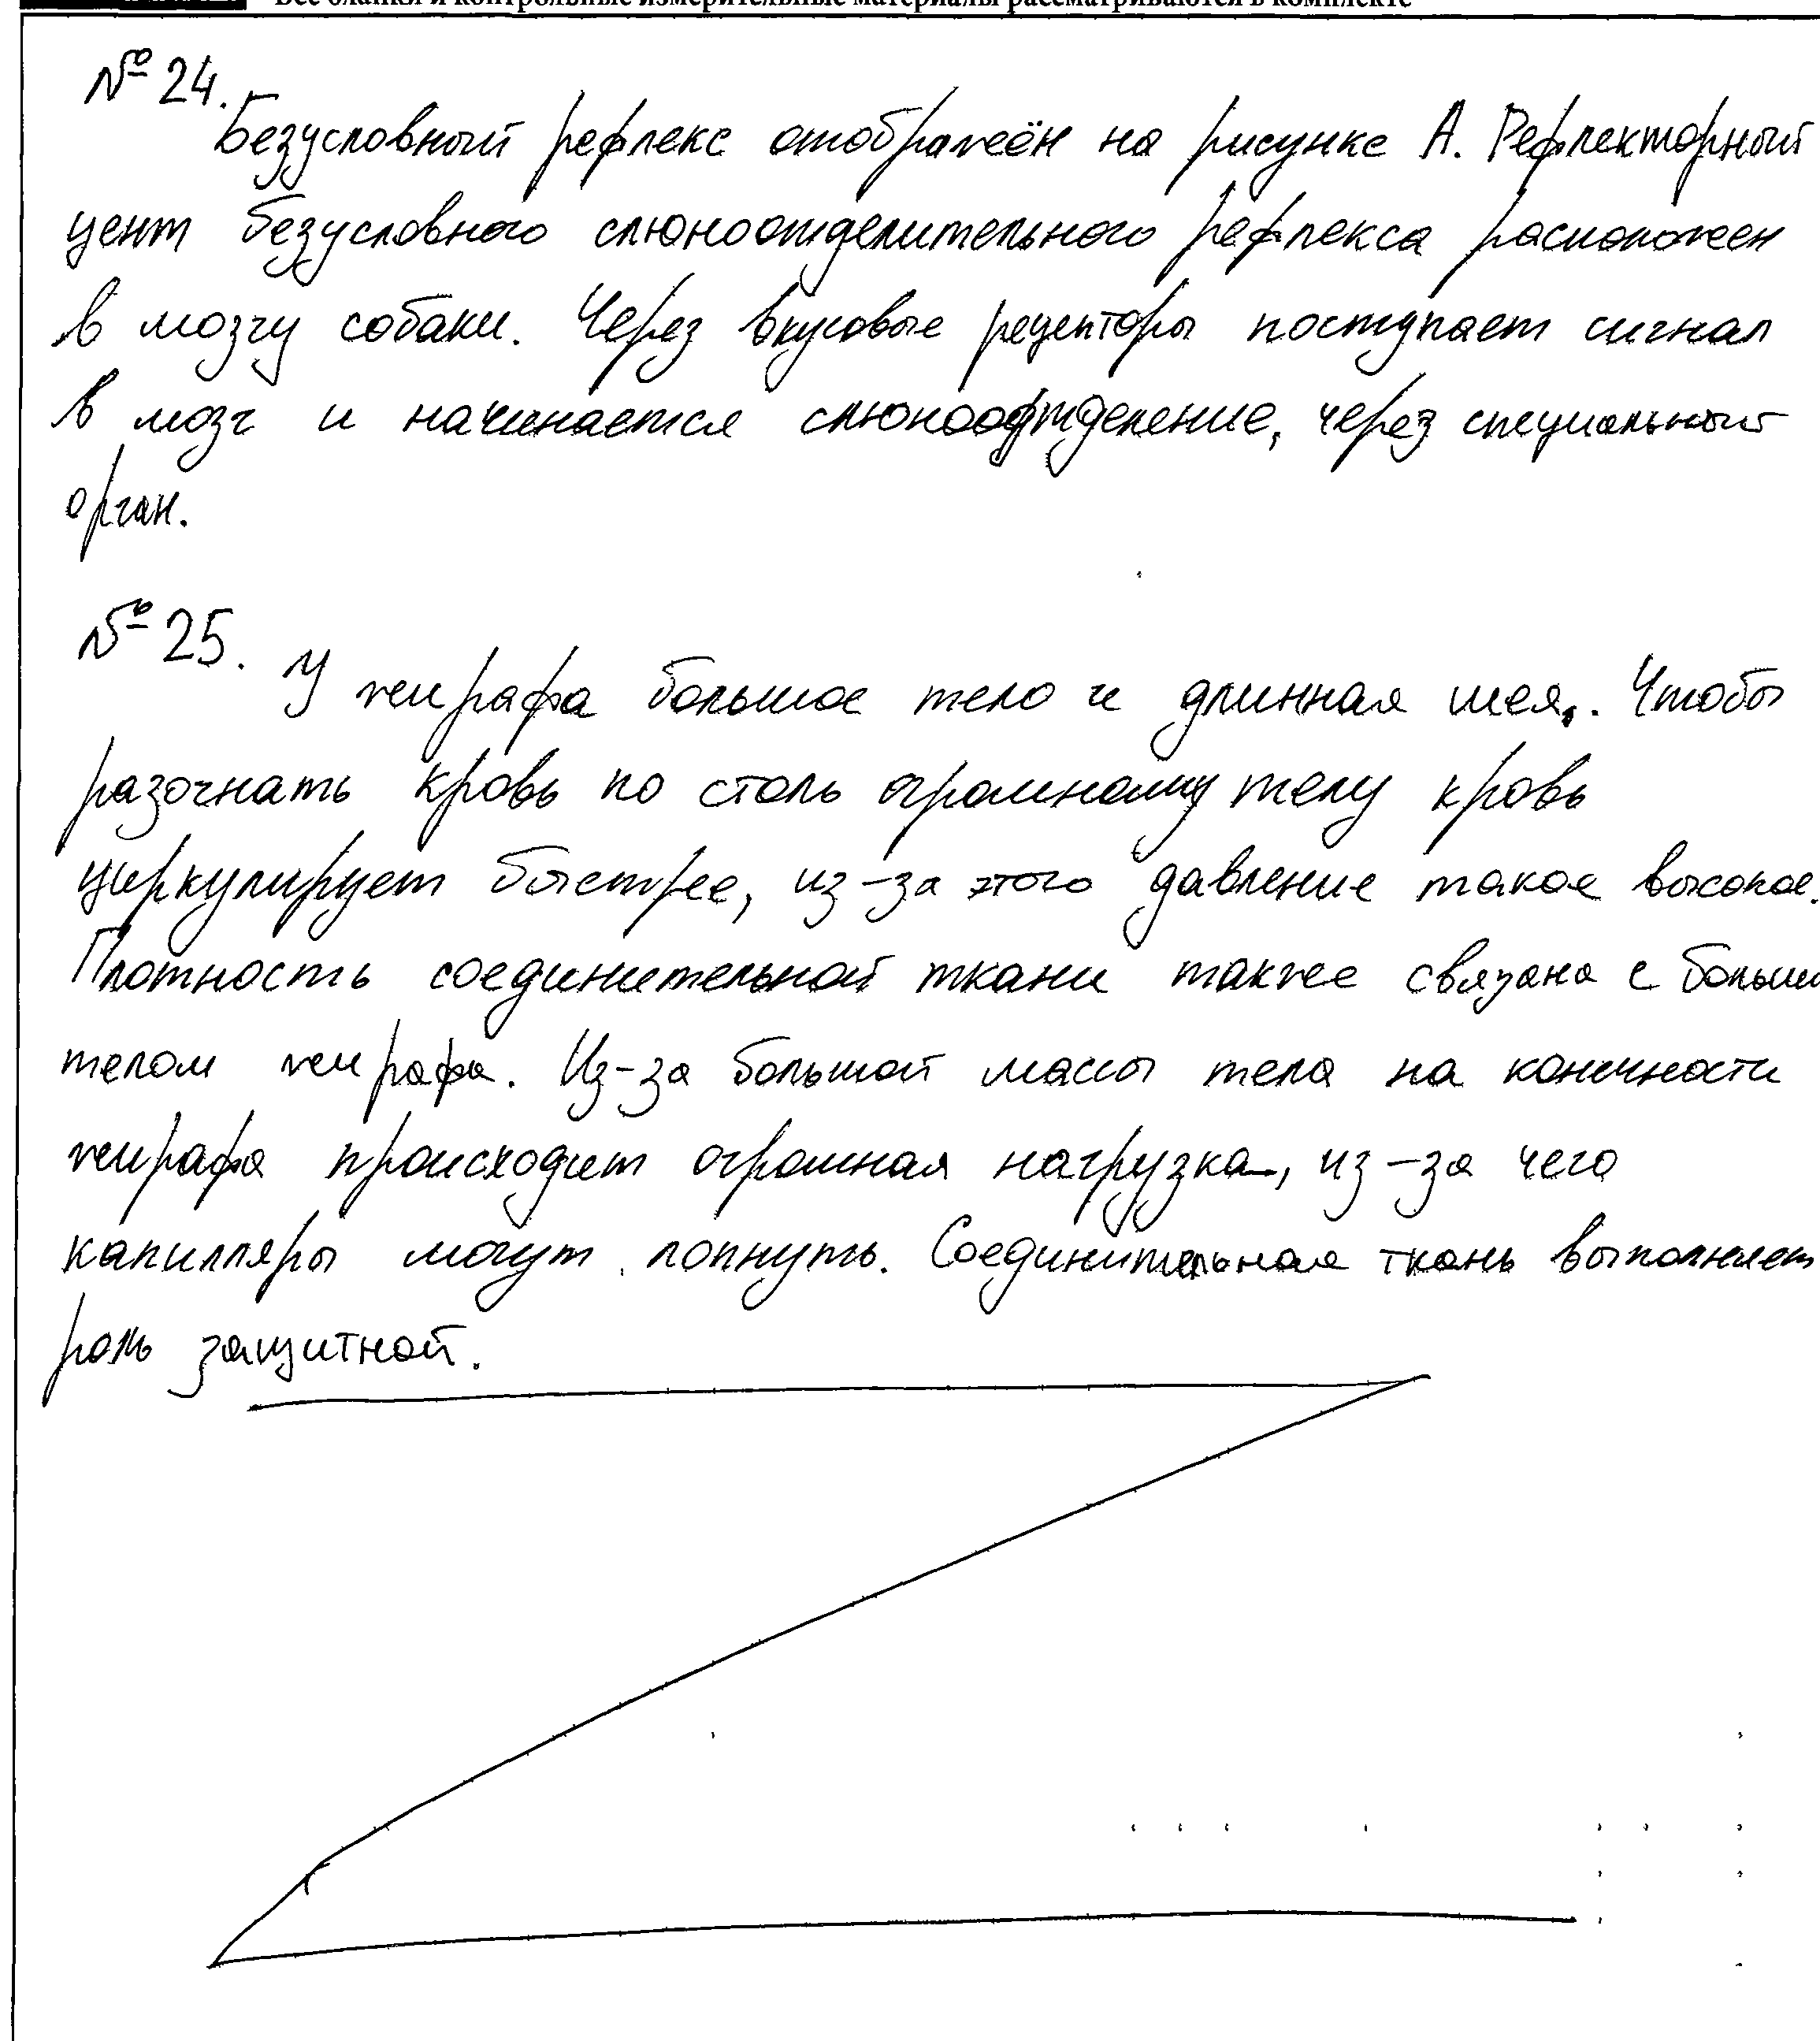 Все бланки и контрольные измерительные материалы рассматриваются в комплекте
№ 24.
Безусловный рефлекс отображён на рисунке А. Рефлекторный
цент безусловного слюноотделительного рефлекса расположен
в мозгу собаки. Через вкусовые рецепторы поступает сигнал
в мозг и начинается слюноотделение, через специальный
орган.
№ 25.
У жирафа большое тело и длинная шея. Чтобы
разогнать кровь по столь огромному телу кровь
циркулирует быстрее, из-за этого давление такое высокое.
Плотность соединительной ткани также связана с больши
телом жирафа. Из-за большой массы тела на конечности
жирафа происходит огромная нагрузка, из-за чего
капилляры могут лопнуть. Соединительная ткань выполняет
роль защитной.